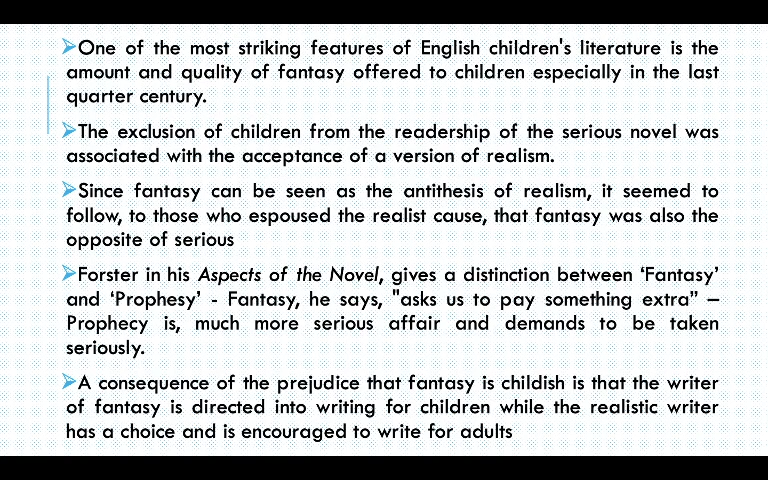 ➢One of the most striking features of English children's literature is the
amount and quality of fantasy offered to children especially in the last
quarter century.
➢The exclusion of children from the readership of the serious novel was
associated with the acceptance of a version of realism.
➢Since fantasy can be seen as the antithesis of realism, it seemed to
follow, to those who espoused the realist cause, that fantasy was also the
opposite of serious
➢Forster in his Aspects of the Novel, gives a distinction between ‘Fantasy’
and ‘Prophesy’ - Fantasy, he says, "asks us to pay something extra” –
Prophecy is, much more serious affair and demands to be taken
seriously.
➢A consequence of the prejudice that fantasy is childish is that the writer
of fantasy is directed into writing for children while the realistic writer
has a choice and is encouraged to write for adults